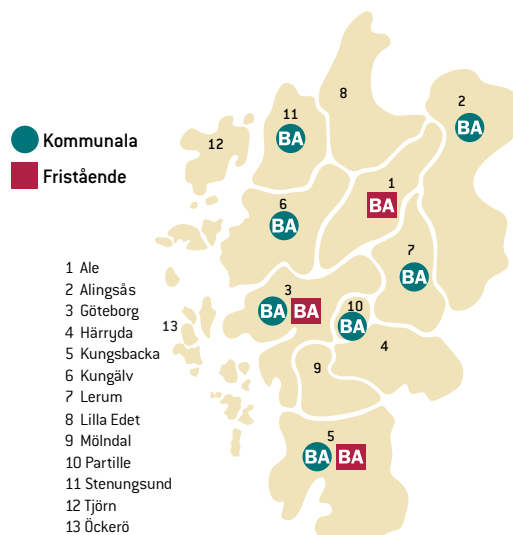 Kommunala
Fristående
8
2
BA
11
BA
12
1
BA
6
BA
7
BA
3
BA BA
10
BA
13
4
9
5
BA BA
1 Ale
2 Alingsås
3 Göteborg
4 Härryda
5 Kungsbacka
6 Kungälv
7 Lerum
8 Lilla Edet
9 Mölndal
10 Partille
11 Stenungsund
12 Tjörn
13 Öckerö